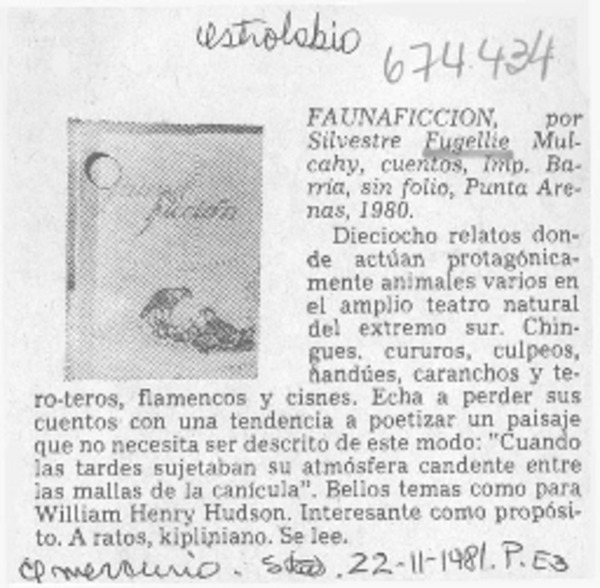 estrolabio
674.434
FAUNAFICCION, por
Silvestre Fugellie Mul-
cahy, cuentos, Imp. Ba-
rría, sin folio, Punta Are-
nas, 1980.
Dieciocho relatos don-
de actúan protagónica-
mente animales varios en
el amplio teatro natural
del extremo sur. Chin-
gues. cururos, culpeos,
ñandúes, caranchos y te-
ro-teros, flamencos y cisnes. Echa a perder sus
cuentos con una tendencia a poetizar un paisaje
que no necesita ser descrito de este modo: "Cuando
las tardes sujetaban su atmósfera candente entre
las mallas de la canícula". Bellos temas como para
William Henry Hudson. Interesante como propósi-
to. A ratos, kipliniano. Se lee.
ficción
El mercurio. Stgo. 22-11-1981. P. E3